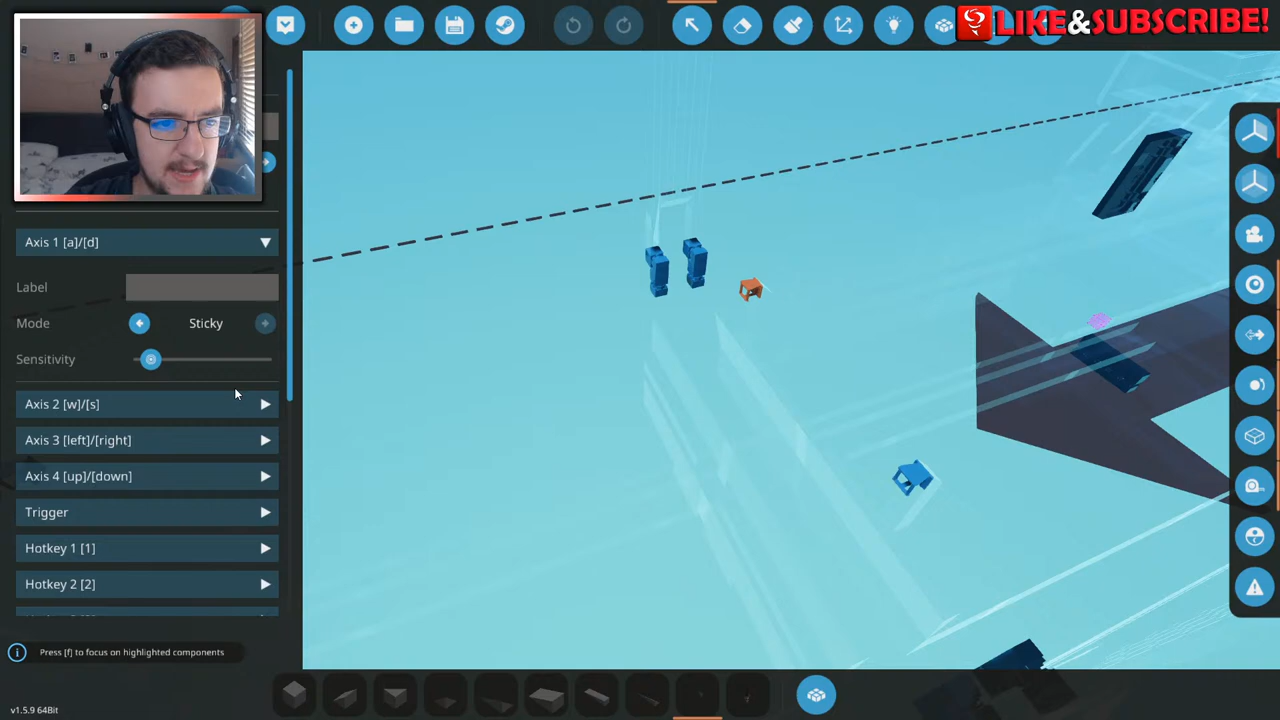 LIKE&SUBSCRIBE!
Axis 1 [a]/[d]
Label
Mode
Sticky
Sensitivity
Axis 2 [w]/[s]
Axis 3 [left]/[right]
Axis 4 [up]/[down]
Trigger
Hotkey 1 [1]
Hotkey 2 [2]
Press [f] to focus on highlighted components
v1.5.9 64Bit